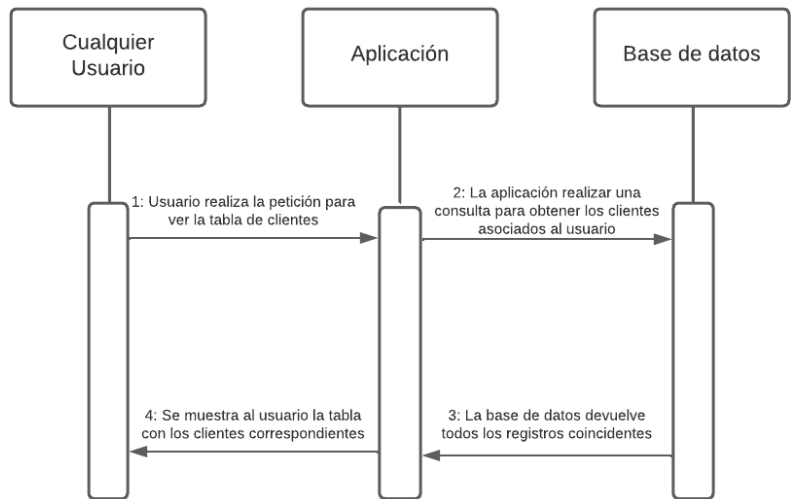 Cualquier
Usuario
Aplicación
Base de datos
1: Usuario realiza la petición para
ver la tabla de clientes
2: La aplicación realizar una
consulta para obtener los clientes
asociados al usuario
4: Se muestra al usuario la tabla
con los clientes correspondientes
3: La base de datos devuelve
todos los registros coincidentes